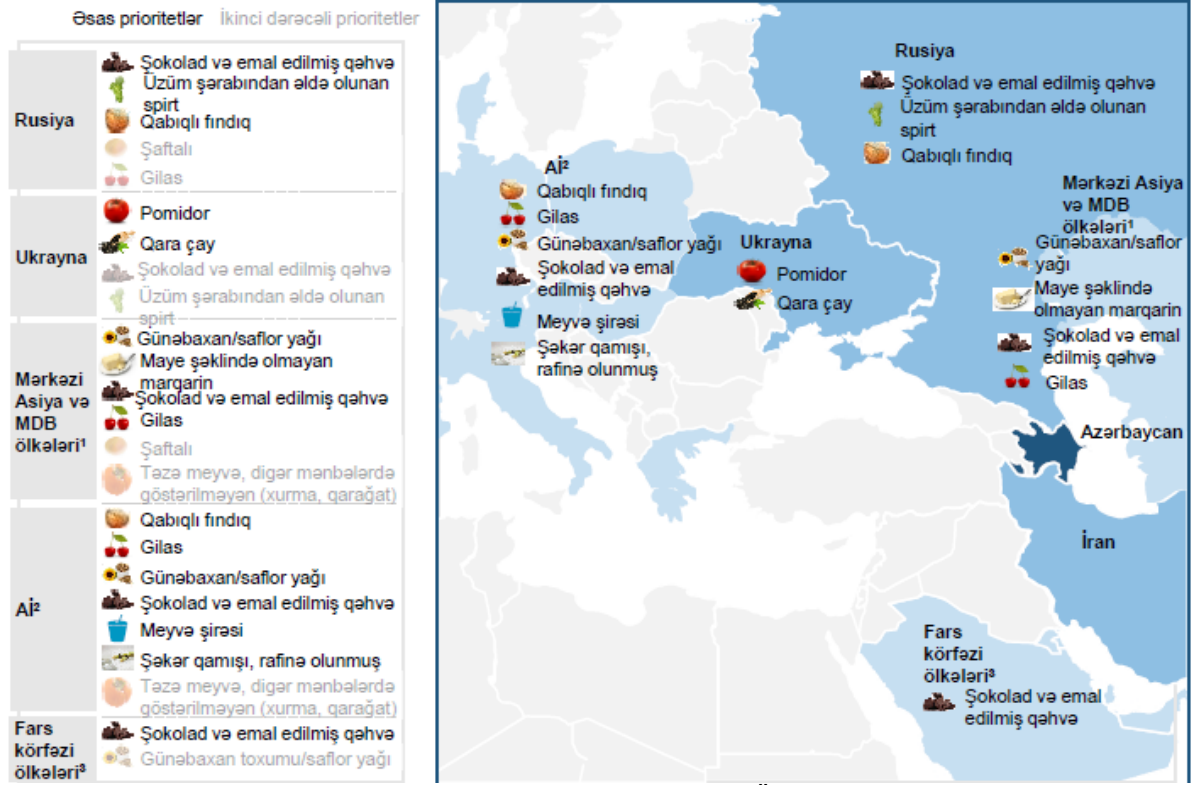 Əsas prioritetlər İkinci dərəcəli prioritetlər
Rusiya
Şokolad və emal edilmiş qəhvə
Üzüm şərabından əldə olunan
spirt
Qabıqlı fındıq
Şaftalı
Gilas
Ukrayna
Pomidor
Qara çay
Şokolad və emal edilmiş qəhvə
Üzüm şərabından əldə olunan
spirt
Mərkəzi
Asiya və
MDB
ölkələri¹
Günəbaxan/saflor yağı
Maye şəklində olmayan
marqarin
Şokolad və emal edilmiş qəhvə
Gilas
Şaftalı
Təzə meyvə, digər mənbələrdə
göstərilməyən (xurma, qarağat)
Aİ²
Qabıqlı fındıq
Gilas
Günəbaxan/saflor yağı
Şokolad və emal edilmiş qəhvə
Meyvə şirəsi
Şəkər qamışı, rafinə olunmuş
Təzə meyvə, digər mənbələrdə
göstərilməyən (xurma, qarağat)
Fars
körfəzi
ölkələri³
Şokolad və emal edilmiş qəhvə
Günəbaxan toxumu/saflor yağı
Rusiya
Şokolad və emal edilmiş qəhvə
Üzüm şərabından əldə olunan
spirt
Qabıqlı fındıq
Aİ²
Qabıqlı fındıq
Gilas
Günəbaxan/saflor yağı
Şokolad və emal
edilmiş qəhvə
Meyvə şirəsi
Şəkər qamışı,
rafinə olunmuş
Ukrayna
Pomidor
Qara çay
Mərkəzi Asiya
və MDB
ölkələri¹
Günəbaxan/saflor
yağı
Maye şəklində
olmayan marqarin
Şokolad və emal
edilmiş qəhvə
Gilas
Azərbaycan
İran
Fars
körfəzi
ölkələri³
Şokolad və emal
edilmiş qəhvə